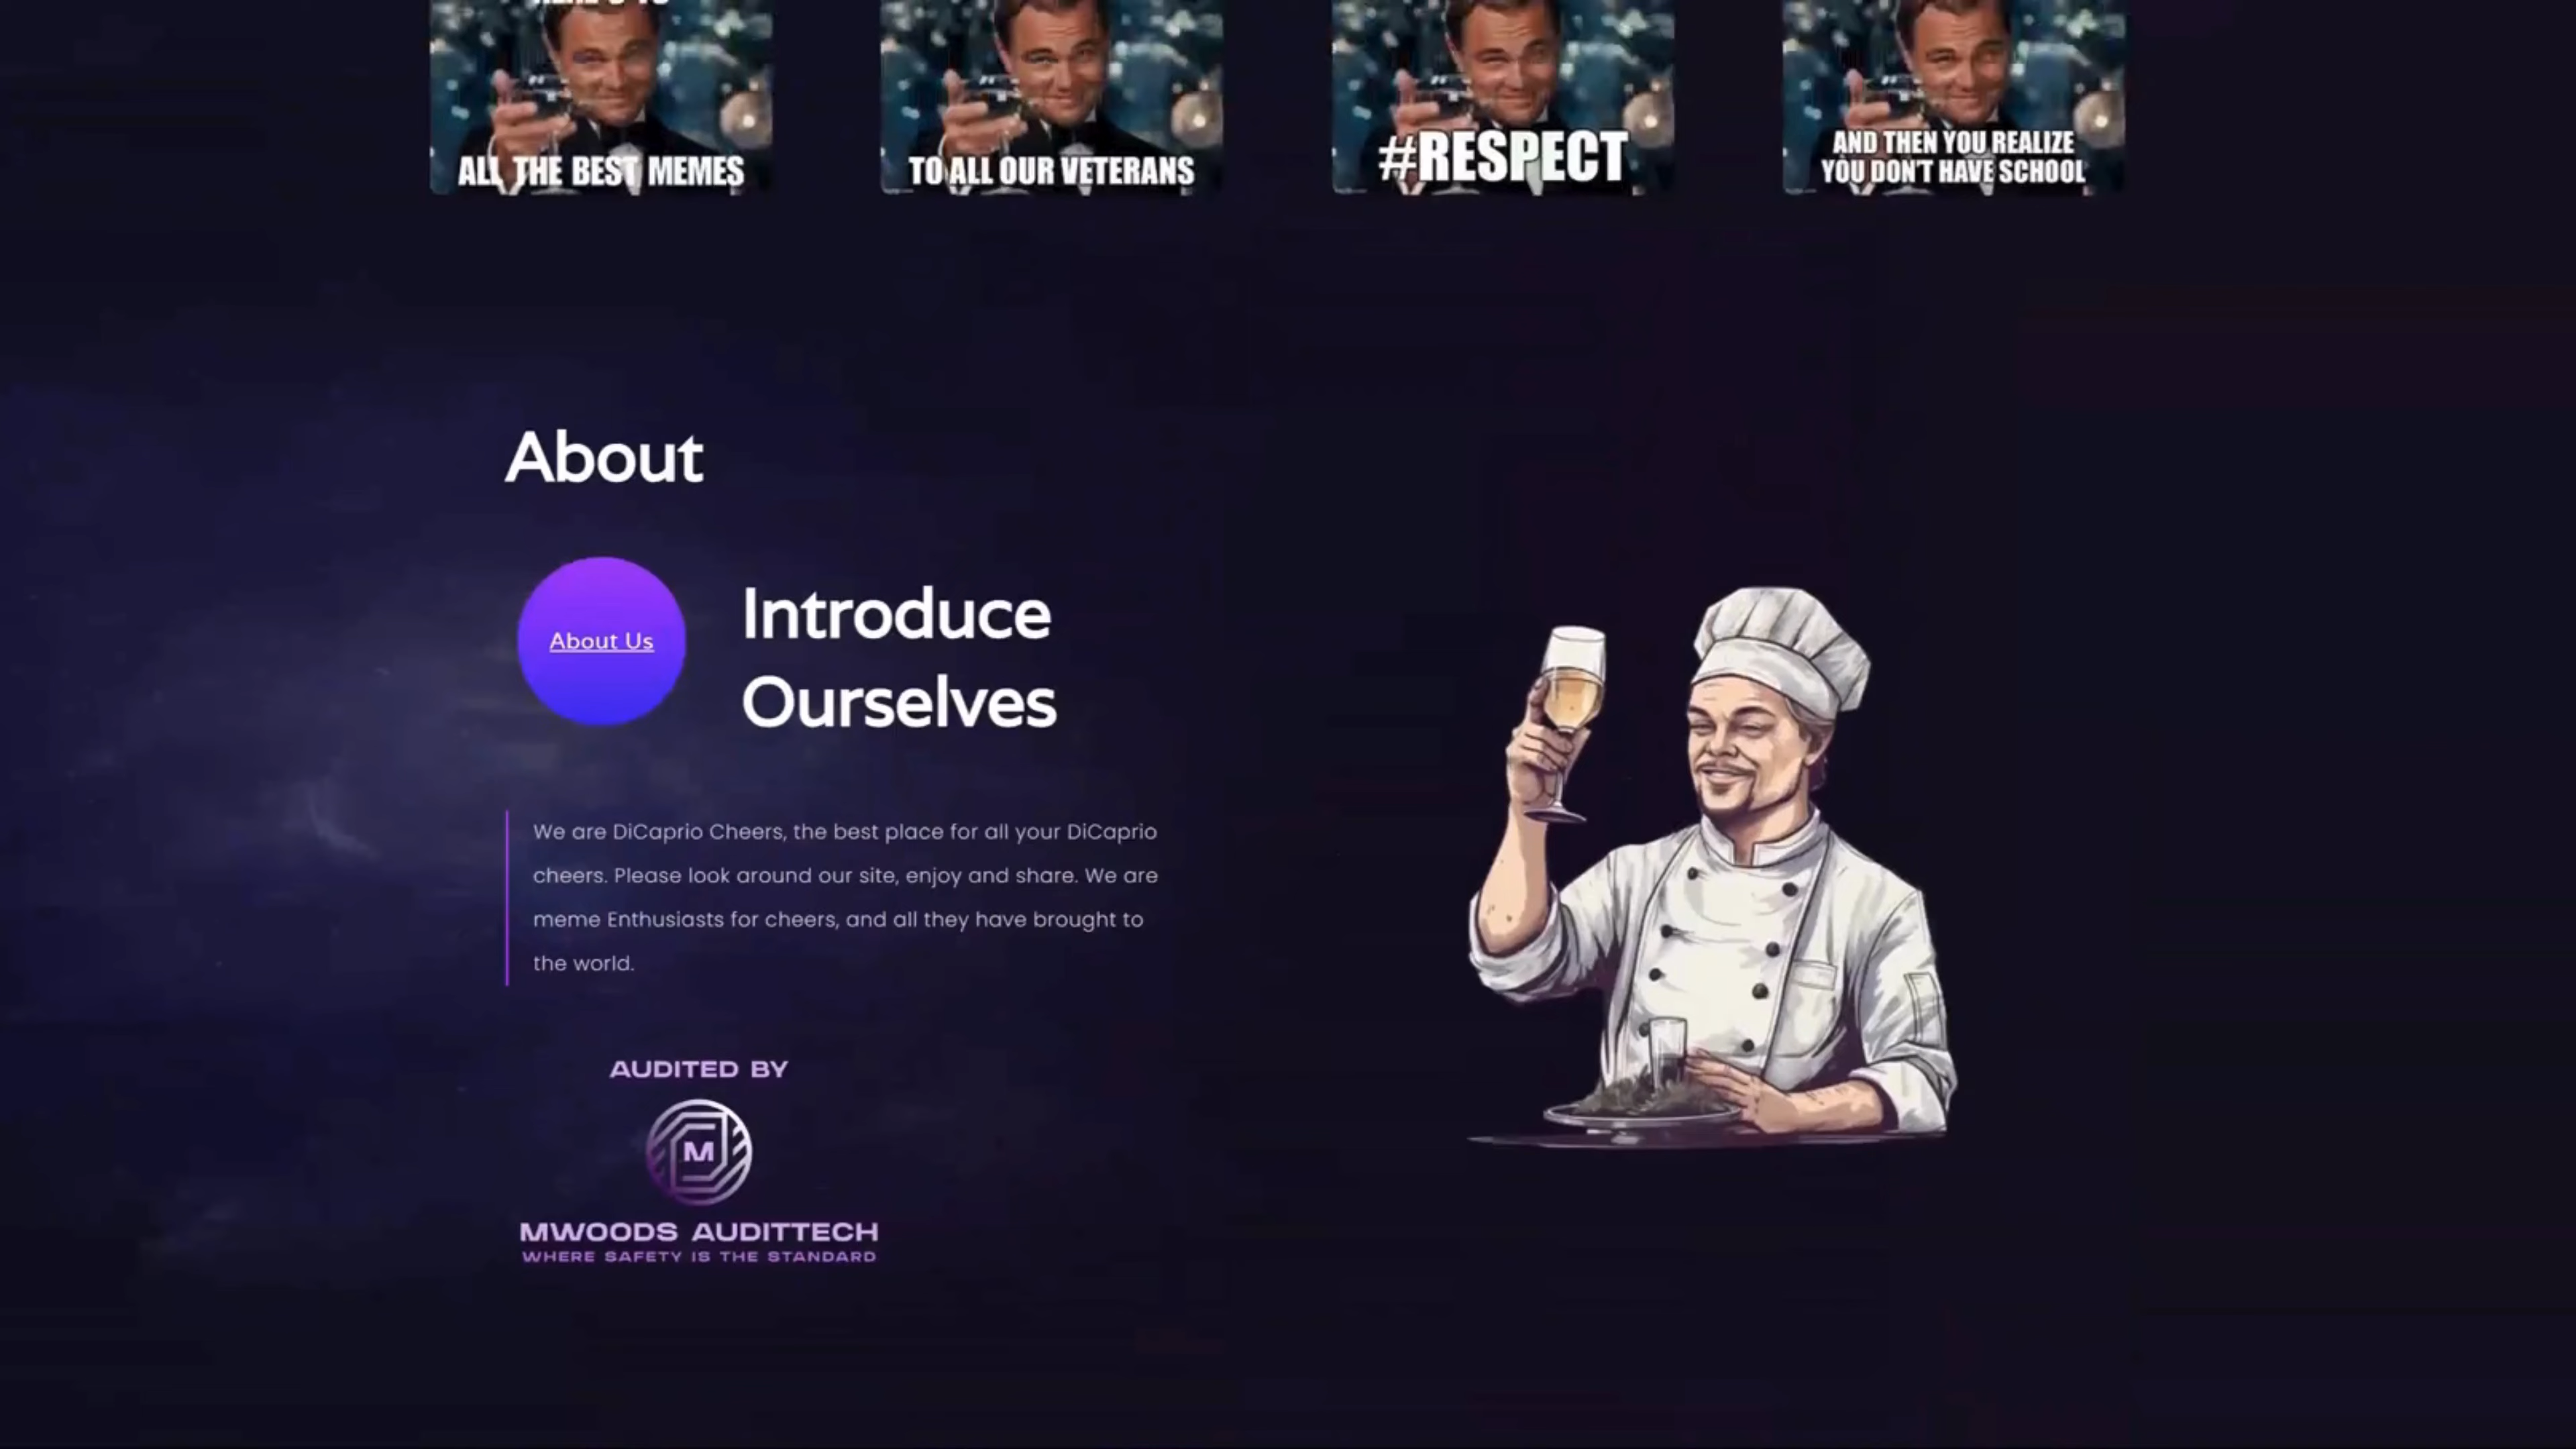 ALL THE BEST MEMES
TO ALL OUR VETERANS
#RESPECT
AND THEN YOU REALIZE
YOU DON'T HAVE SCHOOL
About
About Us
Introduce
Ourselves
We are DiCaprio Cheers, the best place for all your DiCaprio
cheers. Please look around our site, enjoy and share. We are
meme Enthusiasts for cheers, and all they have brought to
the world.
AUDITED BY
M
MWOODS AUDITTECH
WHERE SAFETY IS THE STANDARD